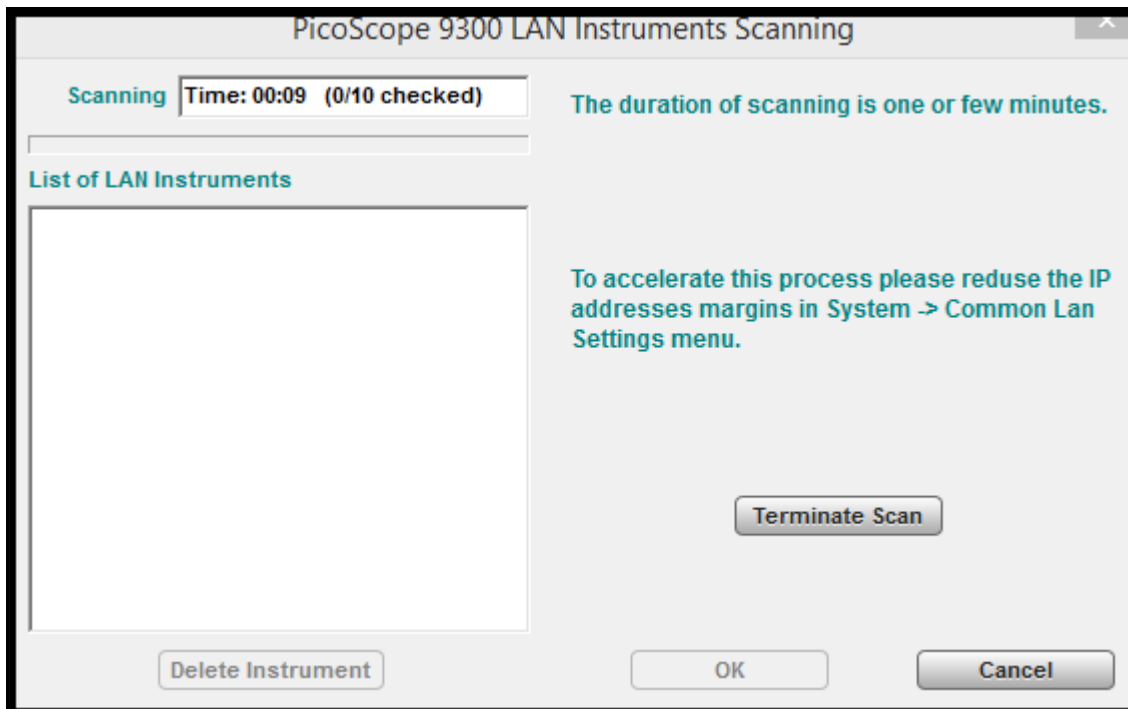 PicoScope 9300 LAN Instruments Scanning
Scanning
Time: 00:09 (0/10 checked)
The duration of scanning is one or few minutes.
List of LAN Instruments
To accelerate this process please reduse the IP
addresses margins in System -> Common Lan
Settings menu.
Terminate Scan
Delete Instrument
OK
Cancel